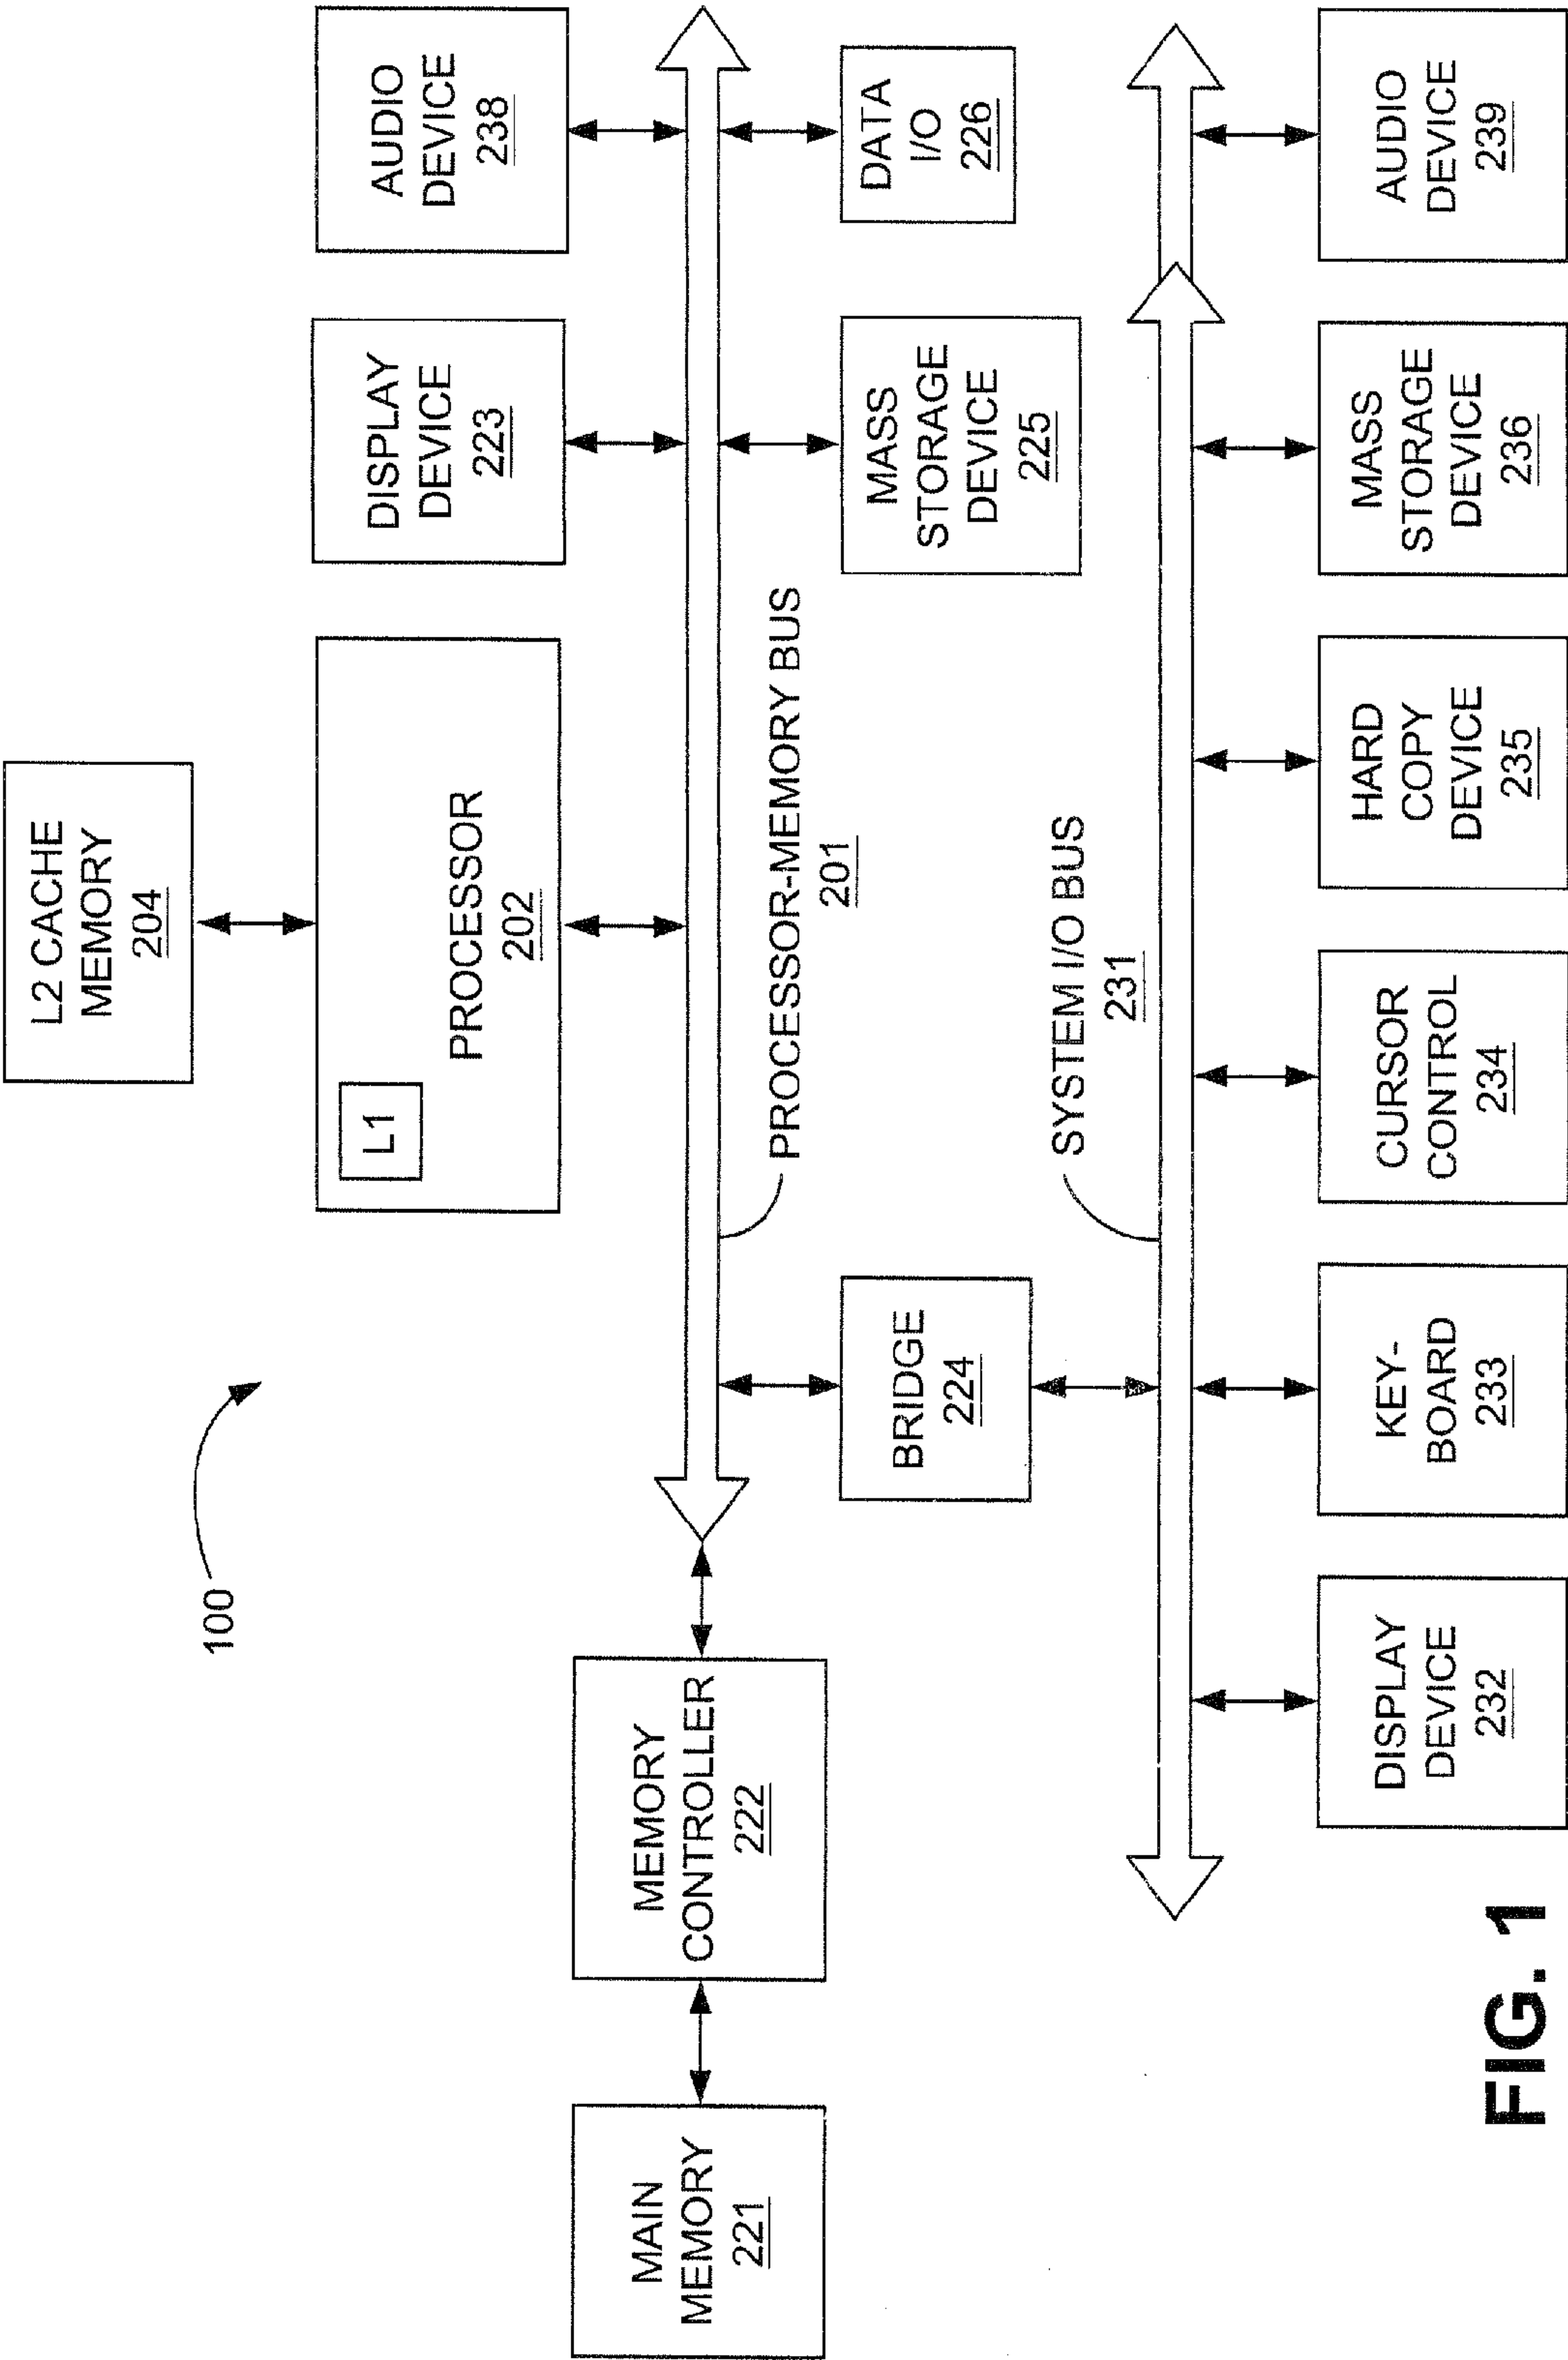 L2 CACHE
MEMORY
204
100
L1
PROCESSOR
202
DISPLAY
DEVICE
223
AUDIO
DEVICE
238
MAIN
MEMORY
221
MEMORY
CONTROLLER
222
PROCESSOR-MEMORY BUS
201
BRIDGE
224
MASS
STORAGE
DEVICE
225
DATA
I/O
226
SYSTEM I/O BUS
231
DISPLAY
DEVICE
232
KEY-
BOARD
233
CURSOR
CONTROL
234
HARD
COPY
DEVICE
235
MASS
STORAGE
DEVICE
236
AUDIO
DEVICE
239
FIG. 1